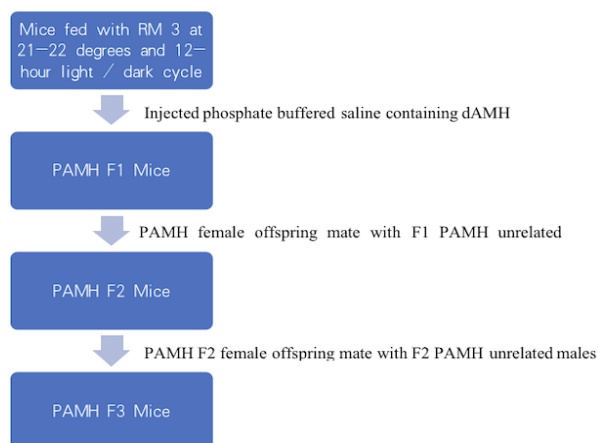 Mice fed with RM 3 at
21—22 degrees and 12—
hour light / dark cycle
Injected phosphate buffered saline containing dAMH
PAMH F1 Mice
PAMH female offspring mate with F1 PAMH unrelated
PAMH F2 Mice
PAMH F2 female offspring mate with F2 PAMH unrelated males
PAMH F3 Mice